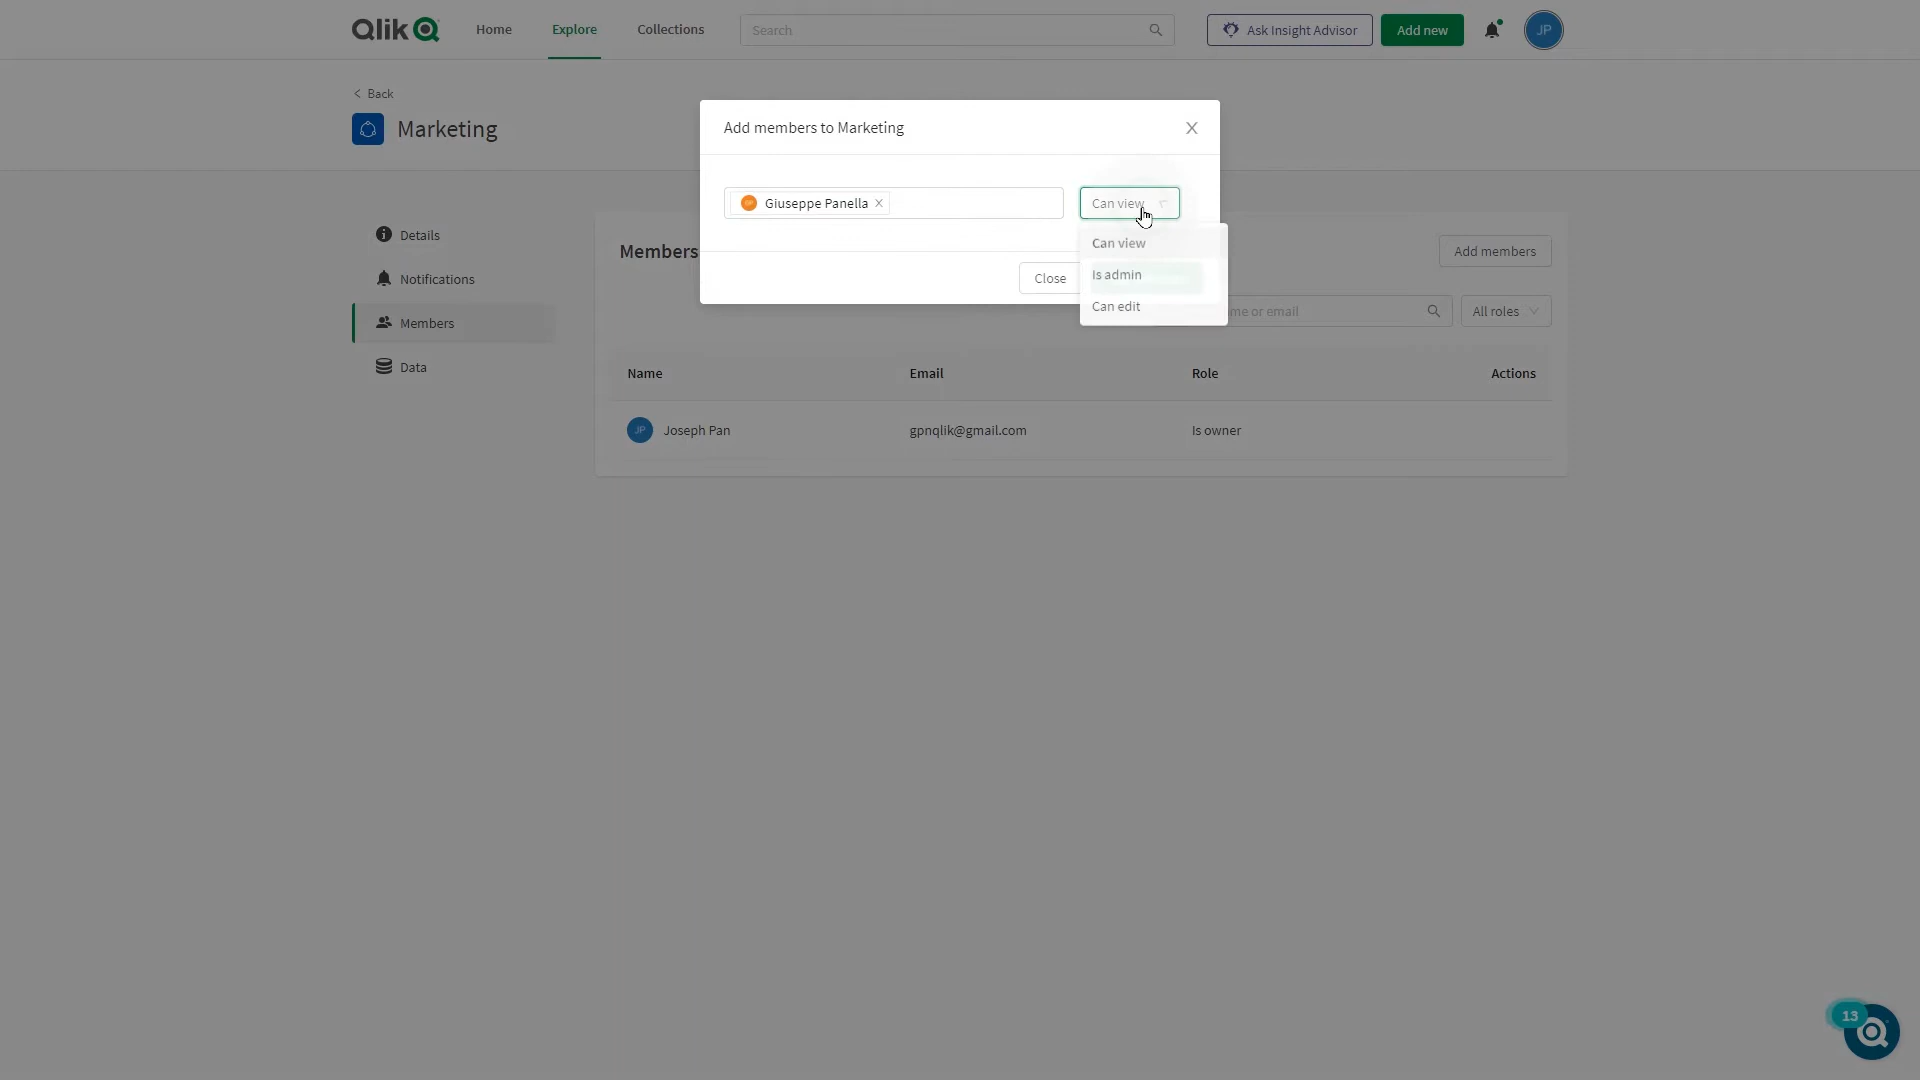 Qlik
Home
Explore
Collections
Search
Ask Insight Advisor
Add new
JP
Back
Marketing
Add members to Marketing
Giuseppe Panella
Can view
Can view
Is admin
Can edit
Close
Details
Notifications
Members
Data
Members
Add members
me or email
All roles
Name
Email
Role
Actions
JP
Joseph Pan
gpnqlik@gmail.com
Is owner
13